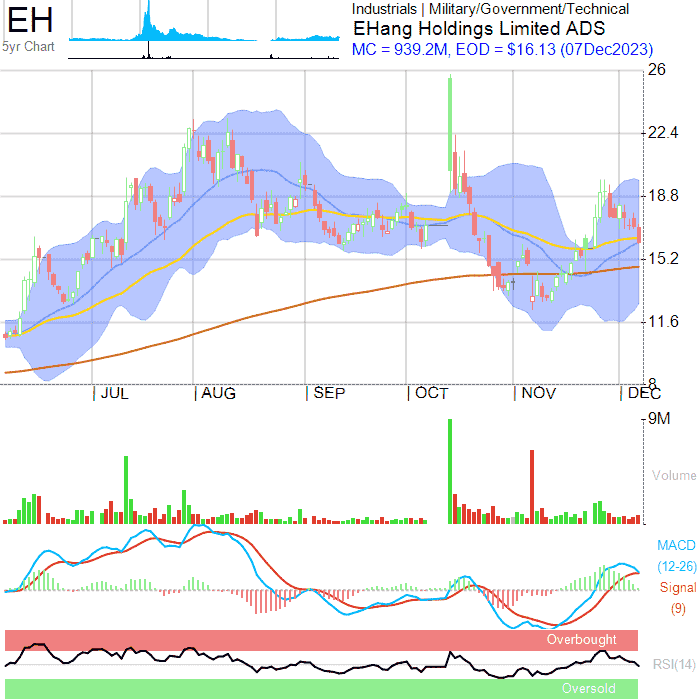 EH
5yr Chart
Industrials | Military/Government/Technical
EHang Holdings Limited ADS
MC = 939.2M, EOD = $16.13 (07Dec2023)
26
22.4
18.8
15.2
11.6
8
JUL AUG SEP OCT NOV DEC
9M
Volume
MACD
(12-26)
Signal
(9)
Overbought
RSI(14)
Oversold